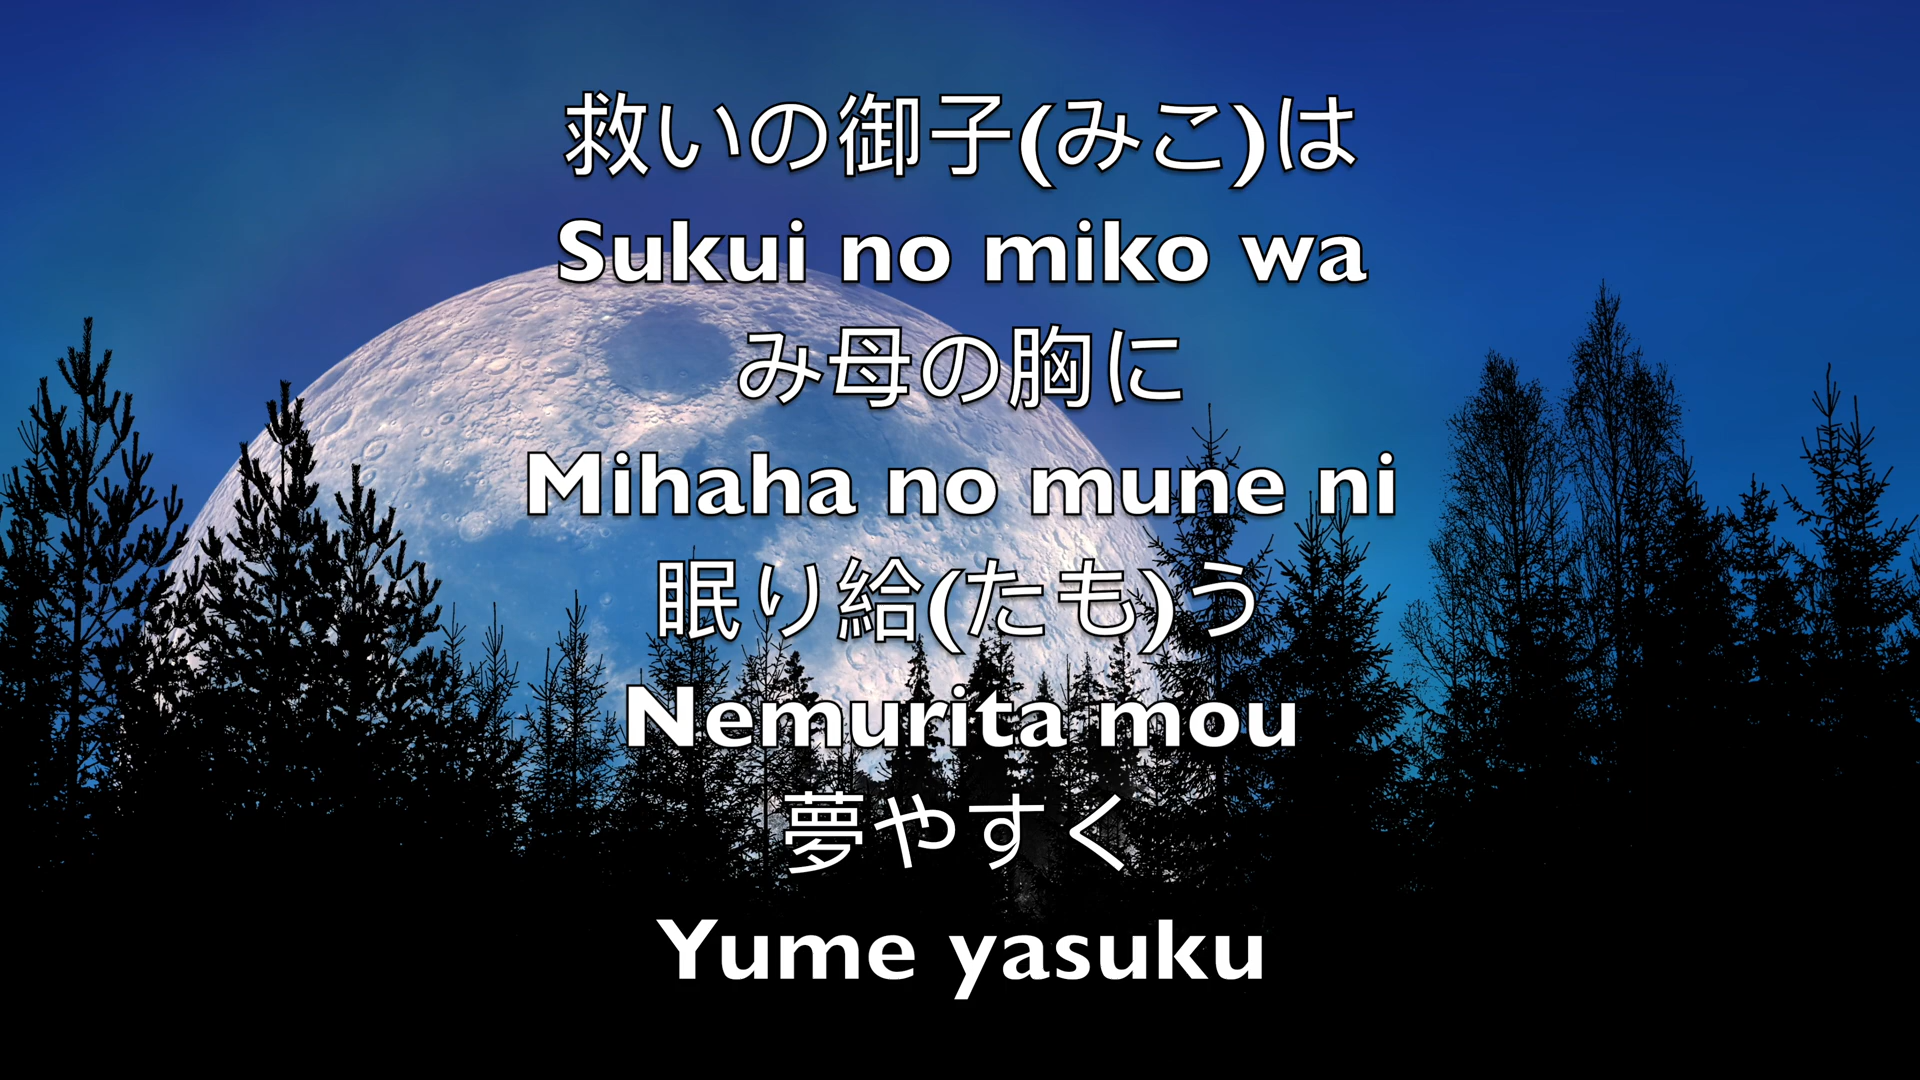 救いの御子(みこ)は
Sukui no miko wa
み母の胸に
Mihaha no mune ni
眠り給(たも)う
Nemurita mou
夢やすく
Yume yasuku